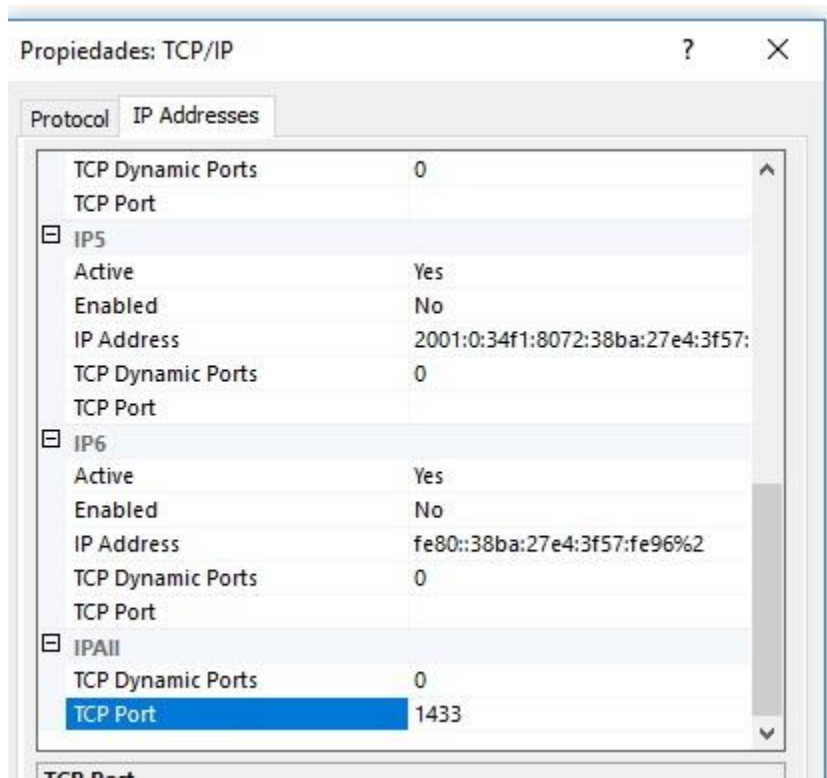 Propiedades: TCP/IP ? ×
Protocol IP Addresses
TCP Dynamic Ports 0
TCP Port
IP5
Active Yes
Enabled No
IP Address 2001:0:34f1:8072:38ba:27e4:3f57:
TCP Dynamic Ports 0
TCP Port
IP6
Active Yes
Enabled No
IP Address fe80::38ba:27e4:3f57:fe96%2
TCP Dynamic Ports 0
TCP Port
IPAll
TCP Dynamic Ports 0
TCP Port 1433
TCP Port